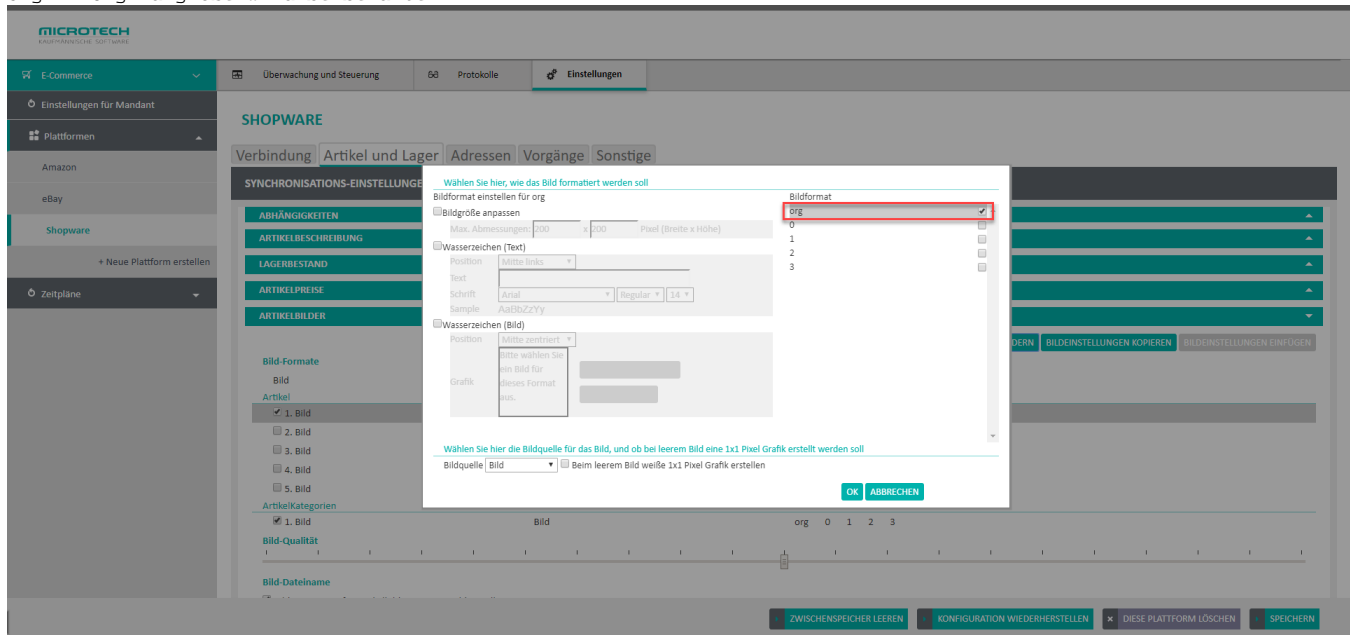 MICROTECH
KAUFMÄNNISCHE SOFTWARE
E-Commerce
Überwachung und Steuerung
Protokolle
Einstellungen
Einstellungen für Mandant
Plattformen
Amazon
eBay
Shopware
+ Neue Plattform erstellen
Zeitpläne
SHOPWARE
Verbindung Artikel und Lager Adressen Vorgänge Sonstige
SYNCHRONISATIONS-EINSTELLUNGE
ABHÄNGIGKEITEN
ARTIKELBESCHREIBUNG
LAGERBESTAND
ARTIKELPREISE
ARTIKELBILDER
DERN BILDEINSTELLUNGEN KOPIEREN BILDEINSTELLUNGEN EINFÜGEN
Bild-Formate
Bild
Artikel
1. Bild
2. Bild
3. Bild
4. Bild
5. Bild
ArtikelKategorien
1. Bild Bild org 0 1 2 3
Bild-Qualität
Bild-Dateiname
Wählen Sie hier, wie das Bild formatiert werden soll
Bildformat einstellen für org
Bildgröße anpassen
Max. Abmessungen: 200 x 200 Pixel (Breite x Höhe)
Wasserzeichen (Text)
Position Mitte links
Text
Schrift Arial Regular 14
Sample AaBbZzYy
Wasserzeichen (Bild)
Position Mitte zentriert
Grafik
Bitte wählen Sie
ein Bild für
dieses Format
aus.
Bildformat
org
0
1
2
3
Wählen Sie hier die Bildquelle für das Bild, und ob bei leerem Bild eine 1x1 Pixel Grafik erstellt werden soll
Bildquelle Bild Beim leerem Bild weiße 1x1 Pixel Grafik erstellen
OK ABBRECHEN
ZWISCHENSPEICHER LEEREN KONFIGURATION WIEDERHERSTELLEN DIESE PLATTFORM LÖSCHEN SPEICHERN